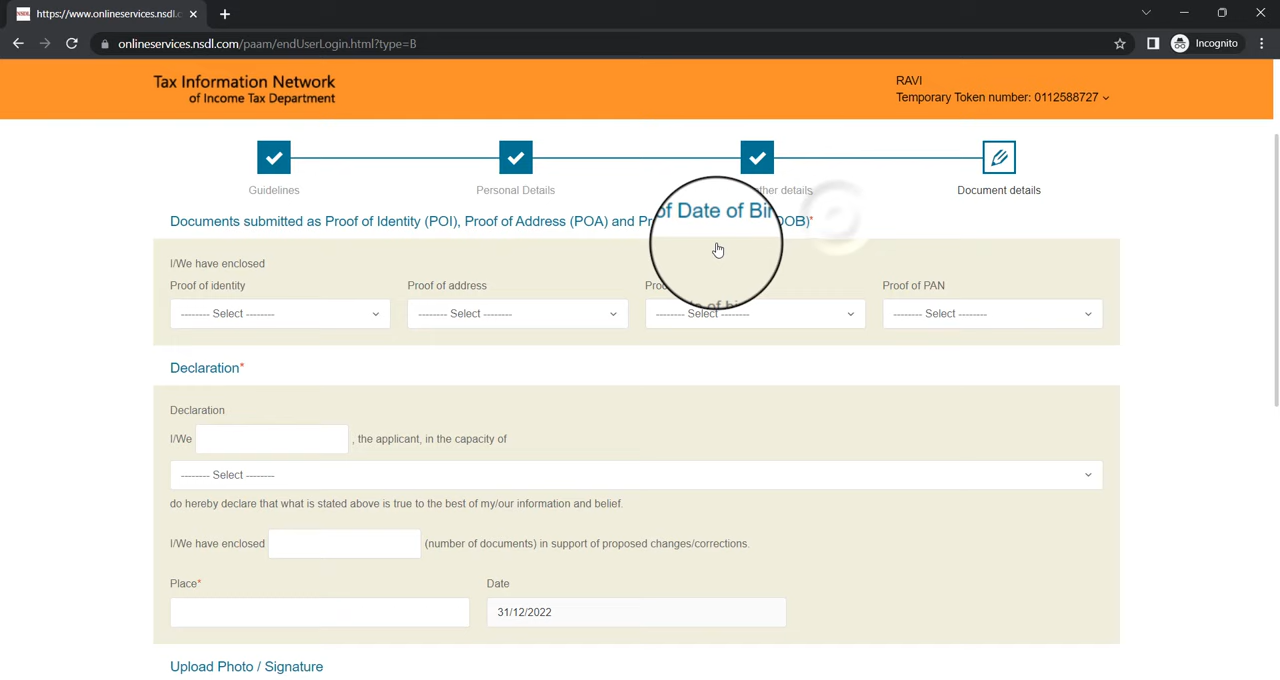 https://www.onlineservices.nsdl.c
onlineservices.nsdl.com/paam/endUserLogin.html?type=B
Incognito
Tax Information Network
of Income Tax Department
RAVI
Temporary Token number: 0112588727
Guidelines
Personal Details
ther details
Document details
Documents submitted as Proof of Identity (POI), Proof of Address (POA) and Pr of Date of Bir DOB)*
I/We have enclosed
Proof of identity
Proof of address
Proof of PAN
-------- Select --------
-------- Select --------
-------- Select --------
-------- Select --------
Declaration*
Declaration
I/We , the applicant, in the capacity of
-------- Select --------
do hereby declare that what is stated above is true to the best of my/our information and belief.
I/We have enclosed (number of documents) in support of proposed changes/corrections.
Place*
Date
31/12/2022
Upload Photo / Signature